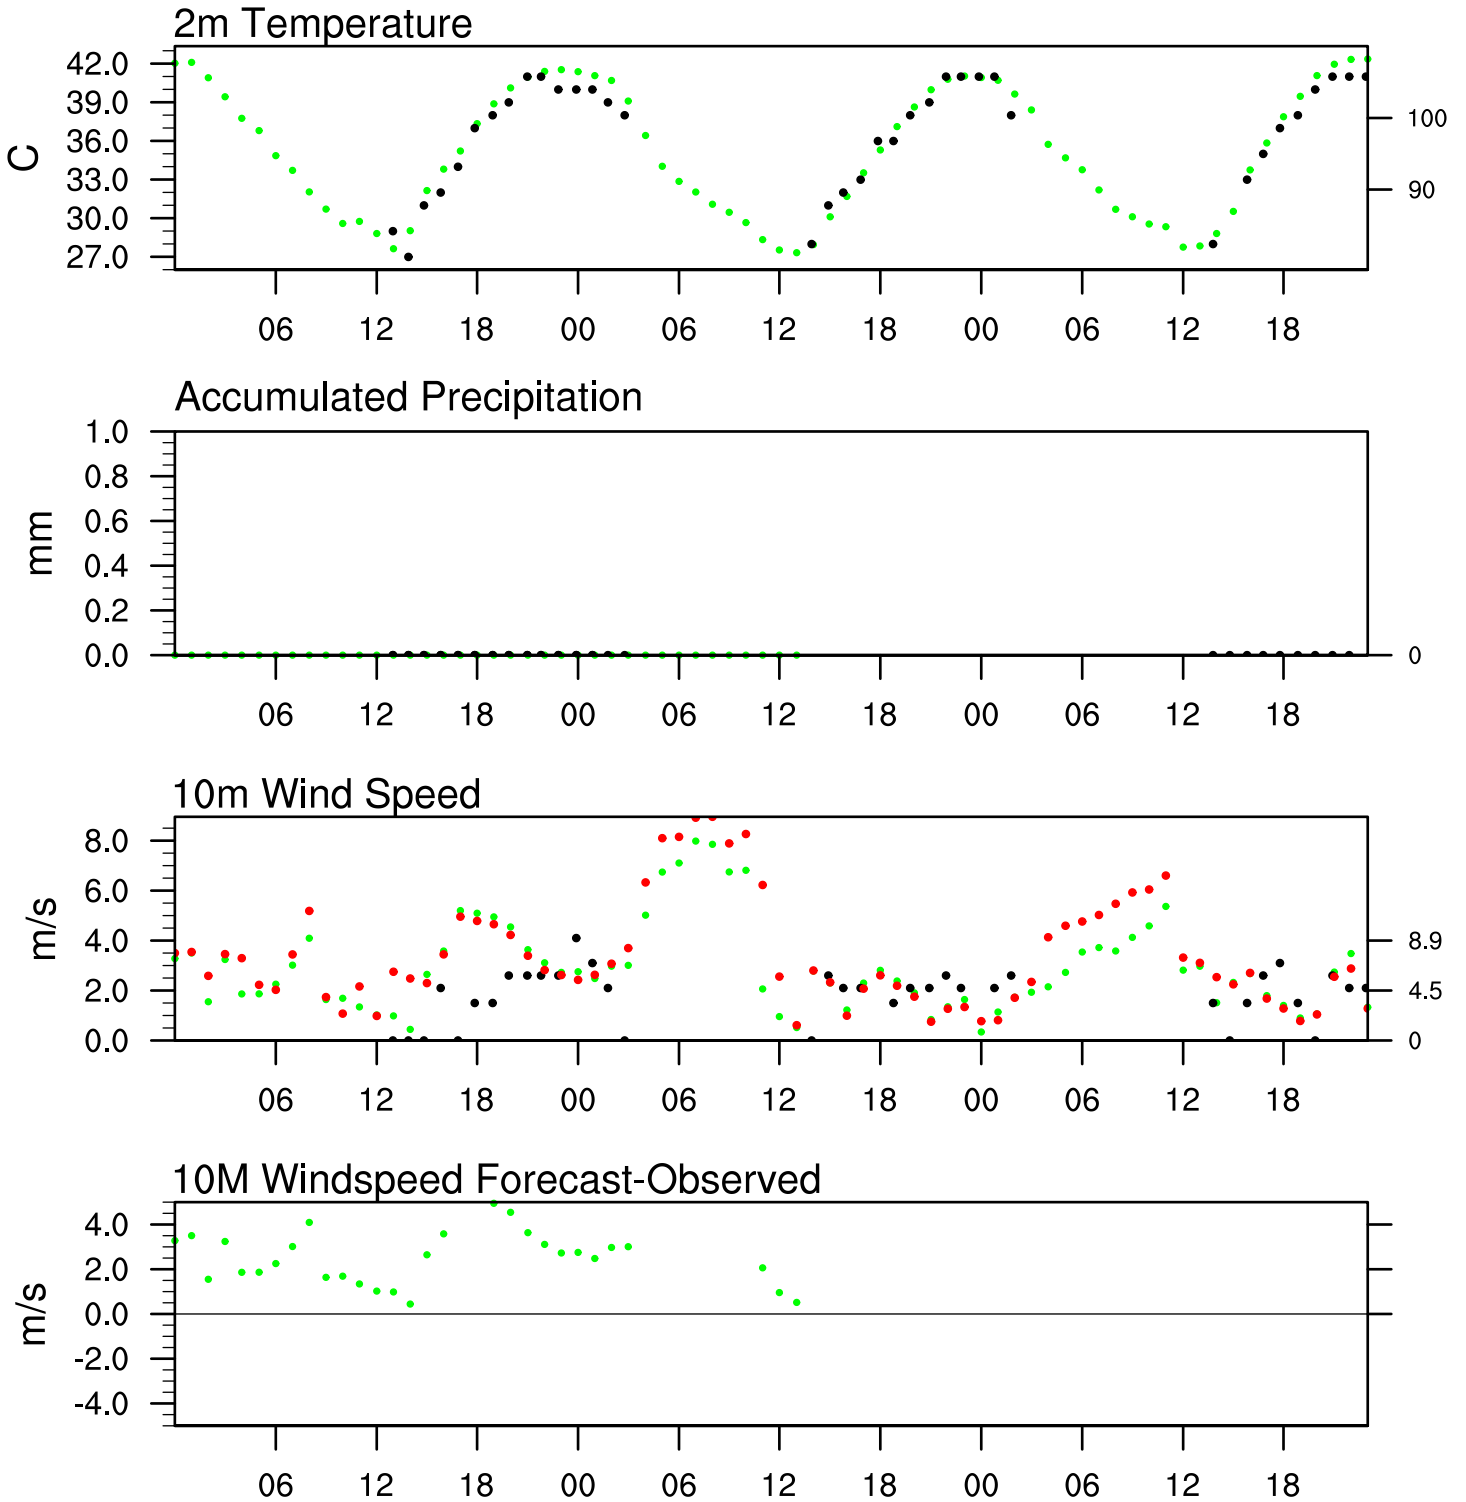 2m Temperature
42.0
39.0
36.0
33.0
30.0
27.0
C
100
90
06 12 18 00 06 12 18 00 06 12 18
Accumulated Precipitation
1.0
0.8
0.6
0.4
0.2
0.0
mm
0
06 12 18 00 06 12 18 00 06 12 18
10m Wind Speed
8.0
6.0
4.0
2.0
0.0
m/s
8.9
4.5
0
06 12 18 00 06 12 18 00 06 12 18
10M Windspeed Forecast-Observed
4.0
2.0
0.0
-2.0
-4.0
m/s
06 12 18 00 06 12 18 00 06 12 18